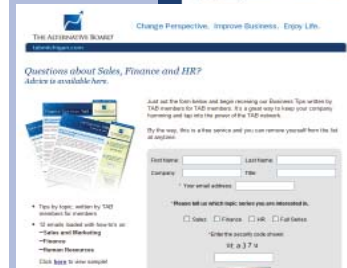 THE ALTERNATIVE BOARD
tabmichigan.com
Change Perspective. Improve Business. Enjoy Life.
Questions about Sales, Finance and HR?
Advice is available here.
Just out the form below and begin receiving our Business Tips written by
TAB members for TAB members. It's a great way to keep your company
humming and tap into the power of the TAB network.
By the way, this is a free service and you can remove yourself from the list
at anytime.
First Name:
Last Name:
Company
Title:
* Your email address:
*Please tell us which topic series you are interested in.
Sales
Finance
HR
Full Series
*Enter the security code shown:
• Tips by topic, written by TAB
members for members
• 12 emails loaded with how-to's on
~Sales and Marketing
~Finance
~Human Resources
Click here to view sample!